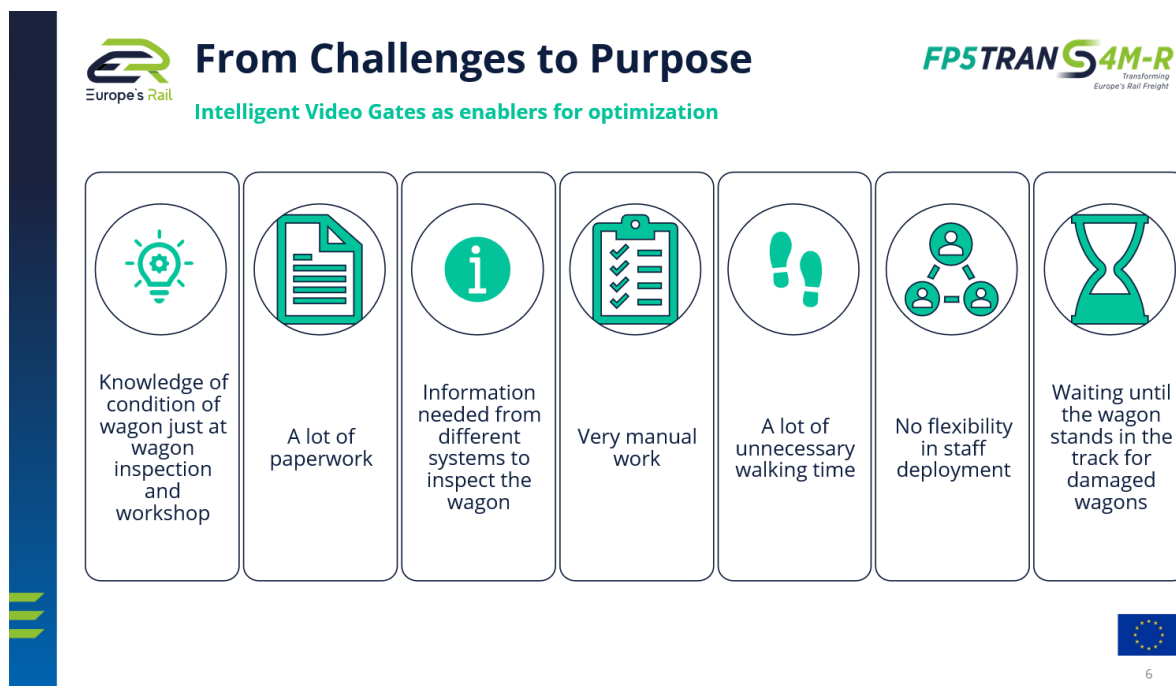 From Challenges to Purpose
Europe's Rail
FP5TRANS4M-R
Transforming
Europe's Rail Freight
Intelligent Video Gates as enablers for optimization
Knowledge of
condition of
wagon just at
wagon
inspection
and
workshop
A lot of
paperwork
Information
needed from
different
systems to
inspect the
wagon
Very manual
work
A lot of
unnecessary
walking time
No flexibility
in staff
deployment
Waiting until
the wagon
stands in the
track for
damaged
wagons
6